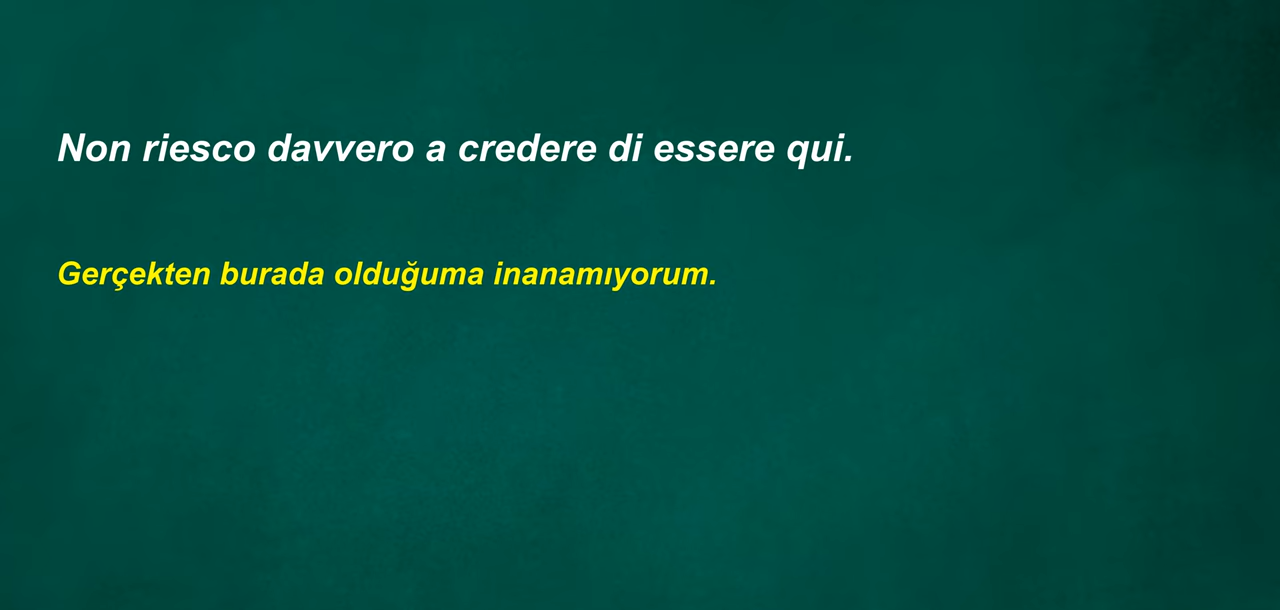 Non riesco davvero a credere di essere qui.
Gerçekten burada olduğuma inanamıyorum.